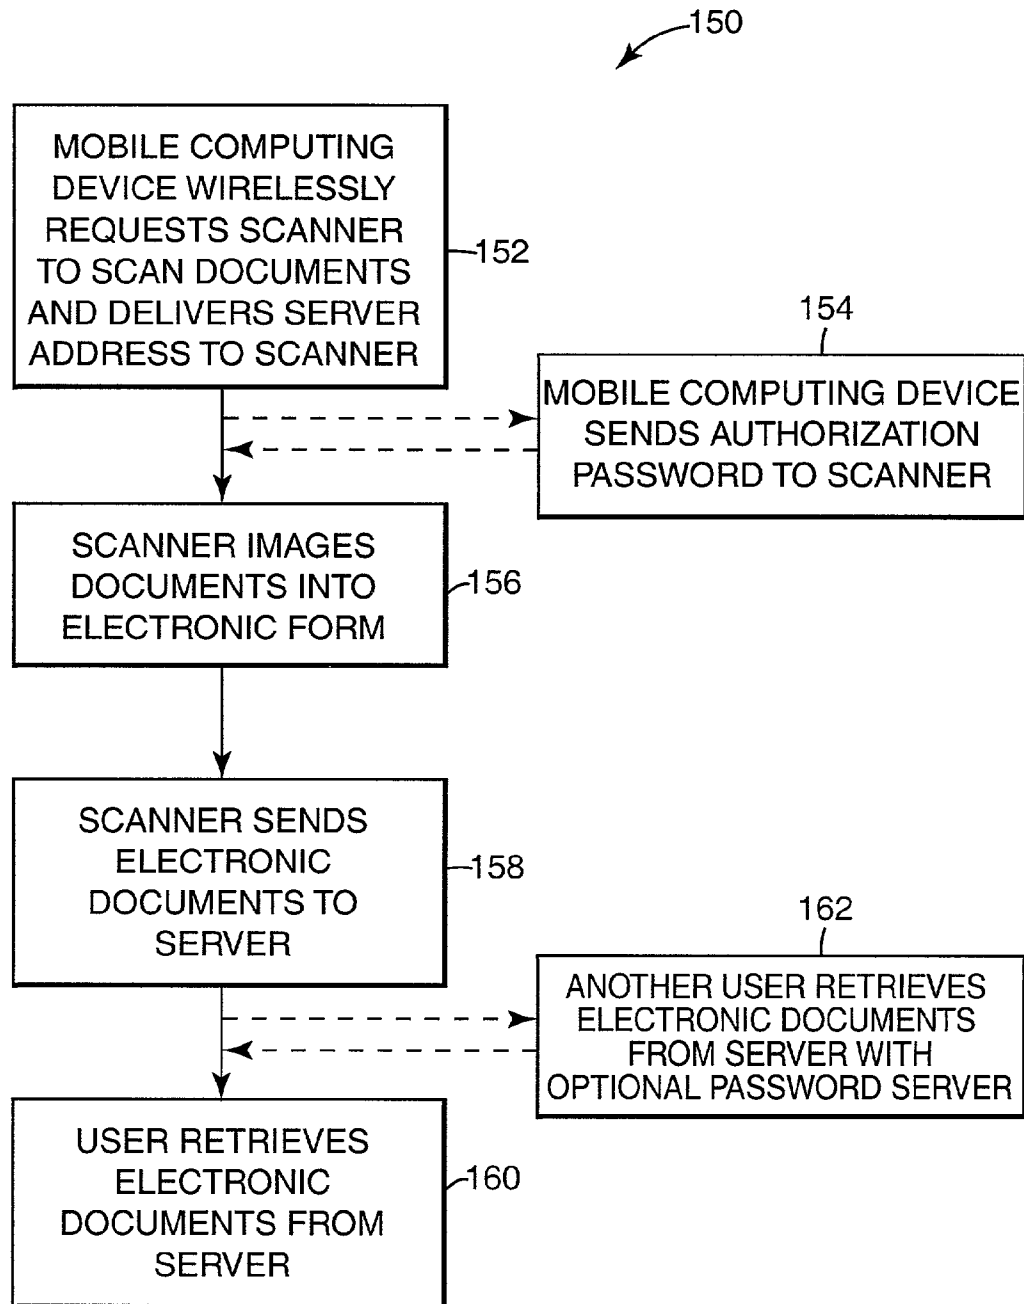 150
MOBILE COMPUTING
DEVICE WIRELESSLY
REQUESTS SCANNER
TO SCAN DOCUMENTS
AND DELIVERS SERVER
ADDRESS TO SCANNER
152
154
MOBILE COMPUTING DEVICE
SENDS AUTHORIZATION
PASSWORD TO SCANNER
SCANNER IMAGES
DOCUMENTS INTO
ELECTRONIC FORM
156
SCANNER SENDS
ELECTRONIC
DOCUMENTS TO
SERVER
158
162
ANOTHER USER RETRIEVES
ELECTRONIC DOCUMENTS
FROM SERVER WITH
OPTIONAL PASSWORD SERVER
USER RETRIEVES
ELECTRONIC
DOCUMENTS FROM
SERVER
160